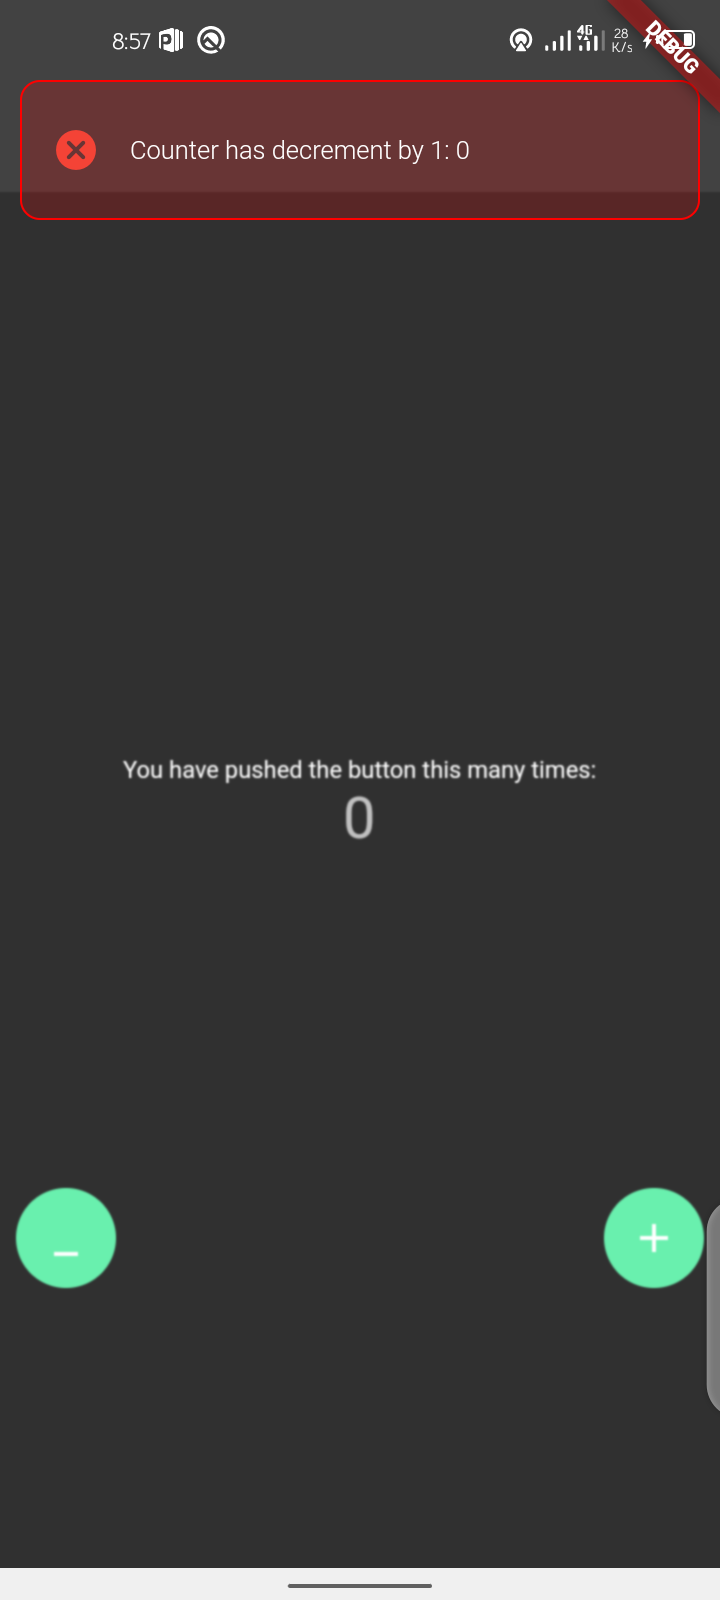 8:57
4G
28
K/s
DEBUG
Counter has decrement by 1: 0
You have pushed the button this many times:
0